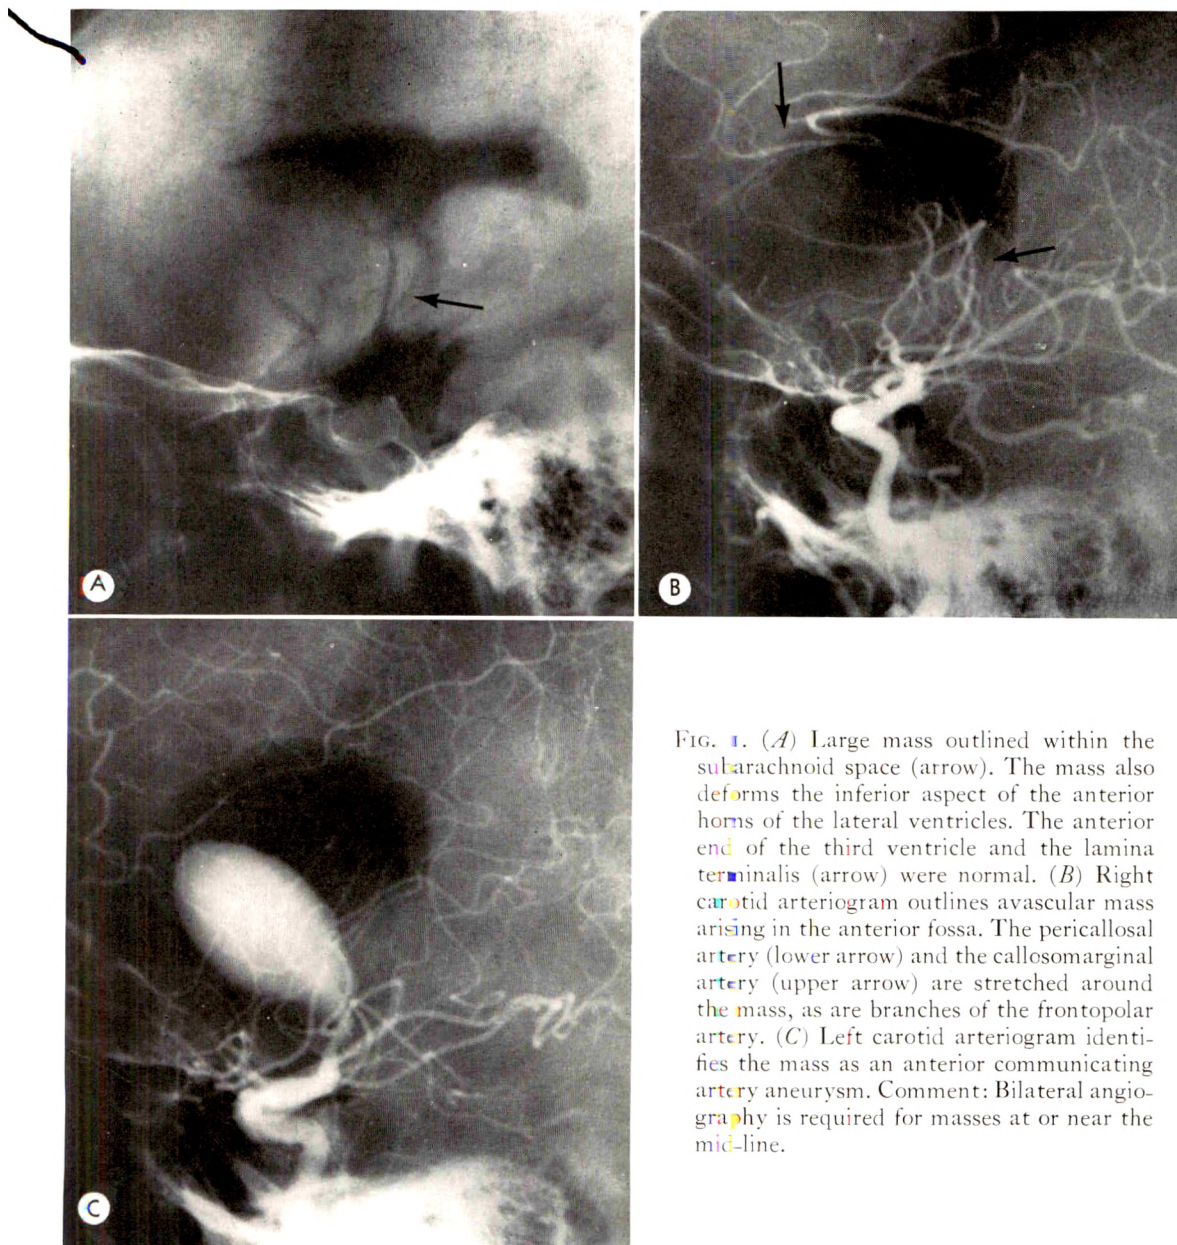 A
B
C
FIG. 1. (A) Large mass outlined within the
subarachnoid space (arrow). The mass also
deforms the inferior aspect of the anterior
horns of the lateral ventricles. The anterior
end of the third ventricle and the lamina
terminalis (arrow) were normal. (B) Right
carotid arteriogram outlines avascular mass
arising in the anterior fossa. The pericallosal
artery (lower arrow) and the callosomarginal
artery (upper arrow) are stretched around
the mass, as are branches of the frontopolar
artery. (C) Left carotid arteriogram identi-
fies the mass as an anterior communicating
artery aneurysm. Comment: Bilateral angio-
graphy is required for masses at or near the
mid-line.